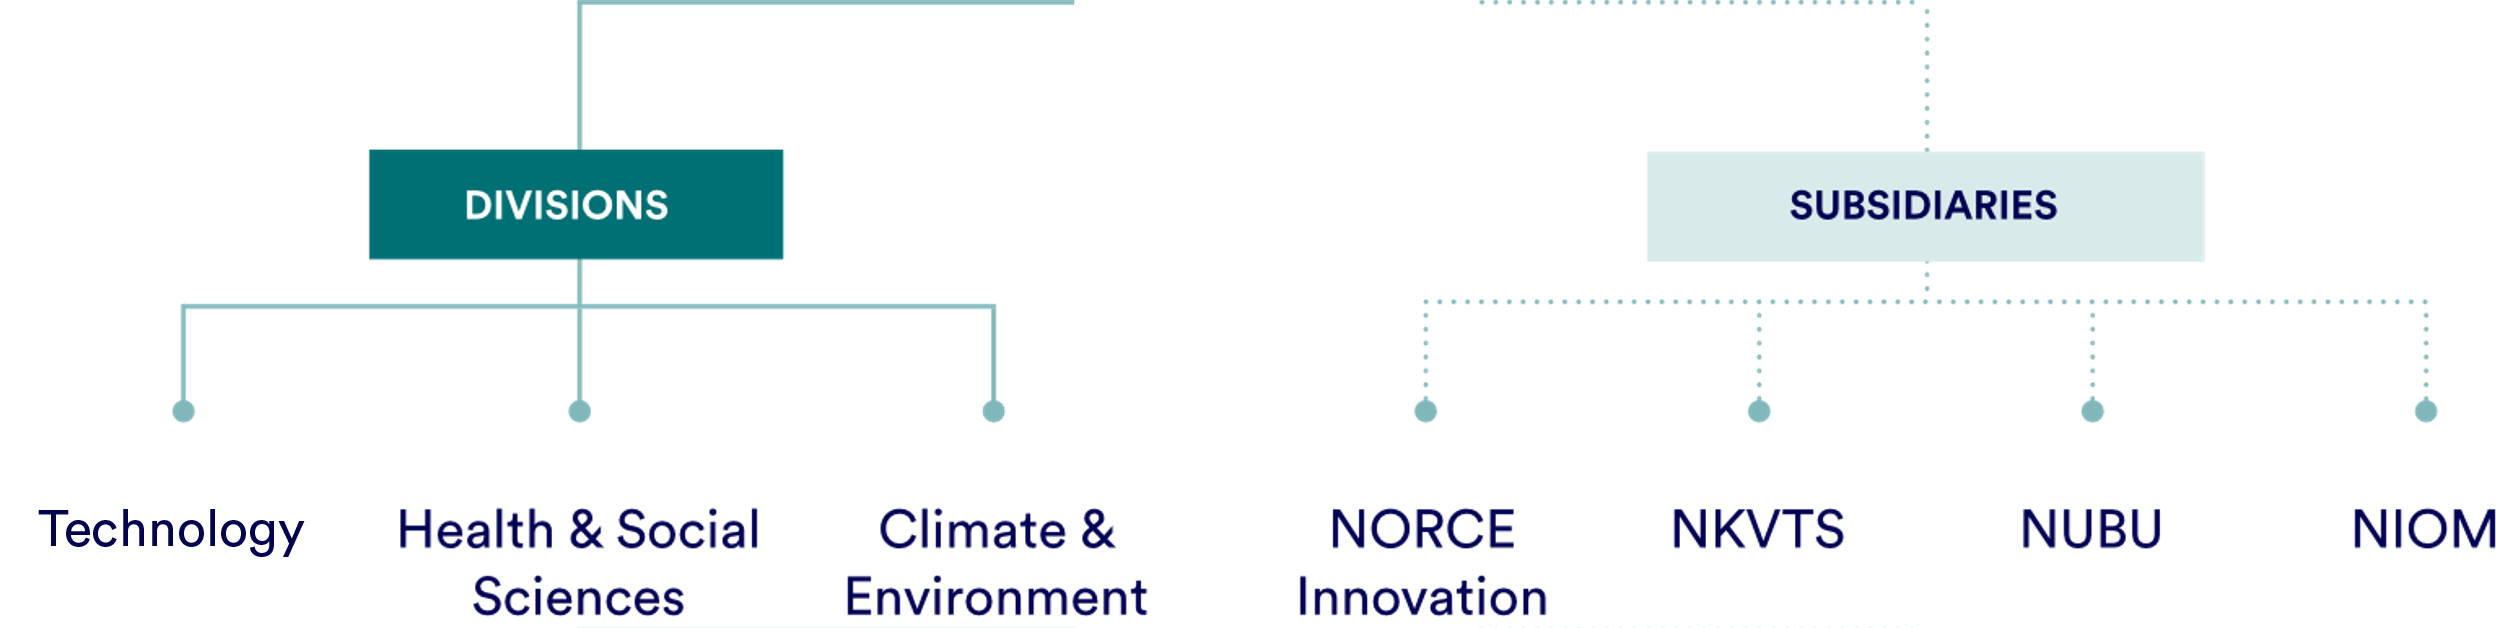 DIVISIONS
SUBSIDIARIES
Technology
Health & Social
Sciences
Climate &
Environment
NORCE
Innovation
NKVTS
NUBU
NIOM